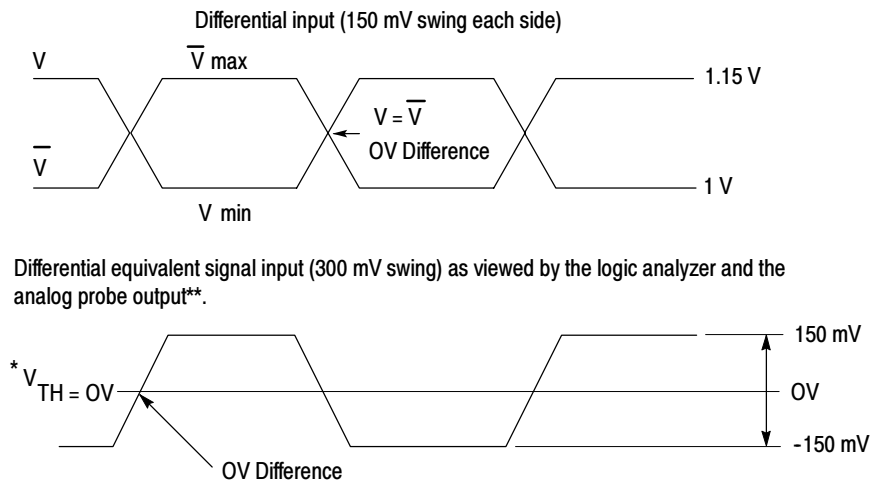 Differential input (150 mV swing each side)
V
V̅ max
1.15 V
V = V̅
OV Difference
V̅
1 V
V min
Differential equivalent signal input (300 mV swing) as viewed by the logic analyzer and the
analog probe output**.
150 mV
* V TH = OV
OV
-150 mV
OV Difference